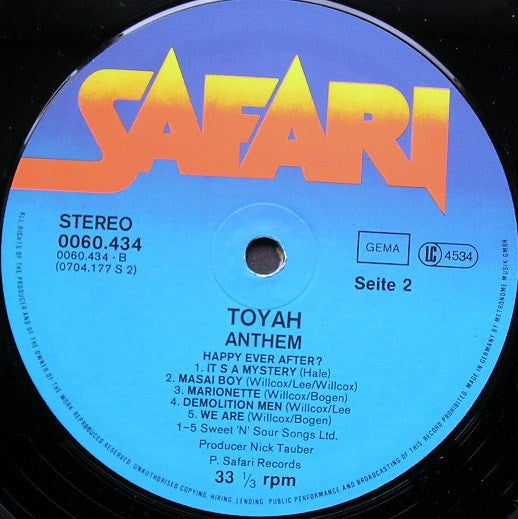 SAFARI
STEREO
0060.434
0060.434 - B
(0704.177 S 2)
GEMA
LC 4534
Seite 2
TOYAH
ANTHEM
HAPPY EVER AFTER?
1. IT S A MYSTERY (Hale)
2. MASAI BOY (Willcox/Lee/Willcox)
3. MARIONETTE (Willcox/Bogen)
4. DEMOLITION MEN (Willcox/Lee
5. WE ARE (Willcox/Bogen)
1–5 Sweet 'N' Sour Songs Ltd.
Producer Nick Tauber
P. Safari Records
33 1/3 rpm
ALL RIGHTS OF THE PRODUCER AND OF THE OWNER OF THE WORK REPRODUCED RESERVED. UNAUTHORISED COPYING, HIRING, LENDING, PUBLIC PERFORMANCE AND BROADCASTING OF THIS RECORD PROHIBITED. MADE IN GERMANY BY METRONOME MUSIK GMBH